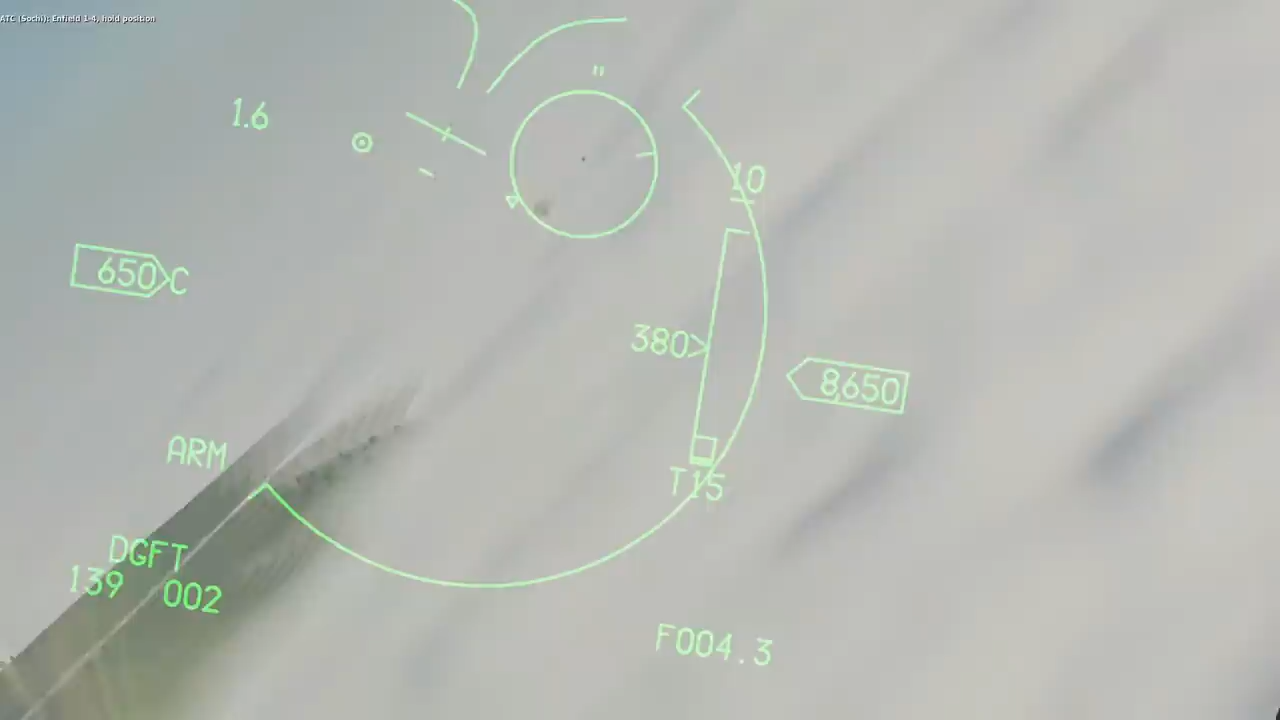 ATC (Sochi): Enfield 1-4, hold position
1.6
10
650 C
380>
8,650
ARM
T15
DGFT
139 002
F004.3